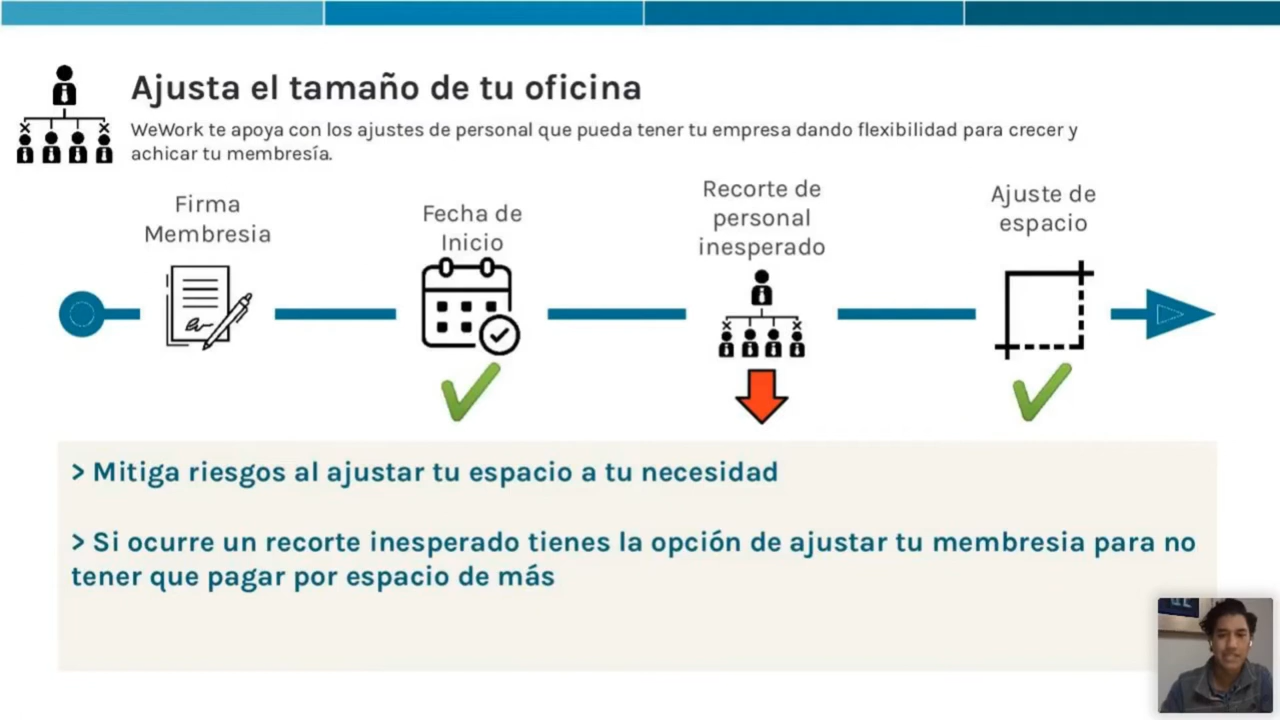 Ajusta el tamaño de tu oficina
WeWork te apoya con los ajustes de personal que pueda tener tu empresa dando flexibilidad para crecer y
achicar tu membresía.
Firma
Membresia
Fecha de
Inicio
Recorte de
personal
inesperado
Ajuste de
espacio
> Mitiga riesgos al ajustar tu espacio a tu necesidad
> Si ocurre un recorte inesperado tienes la opción de ajustar tu membresia para no
tener que pagar por espacio de más